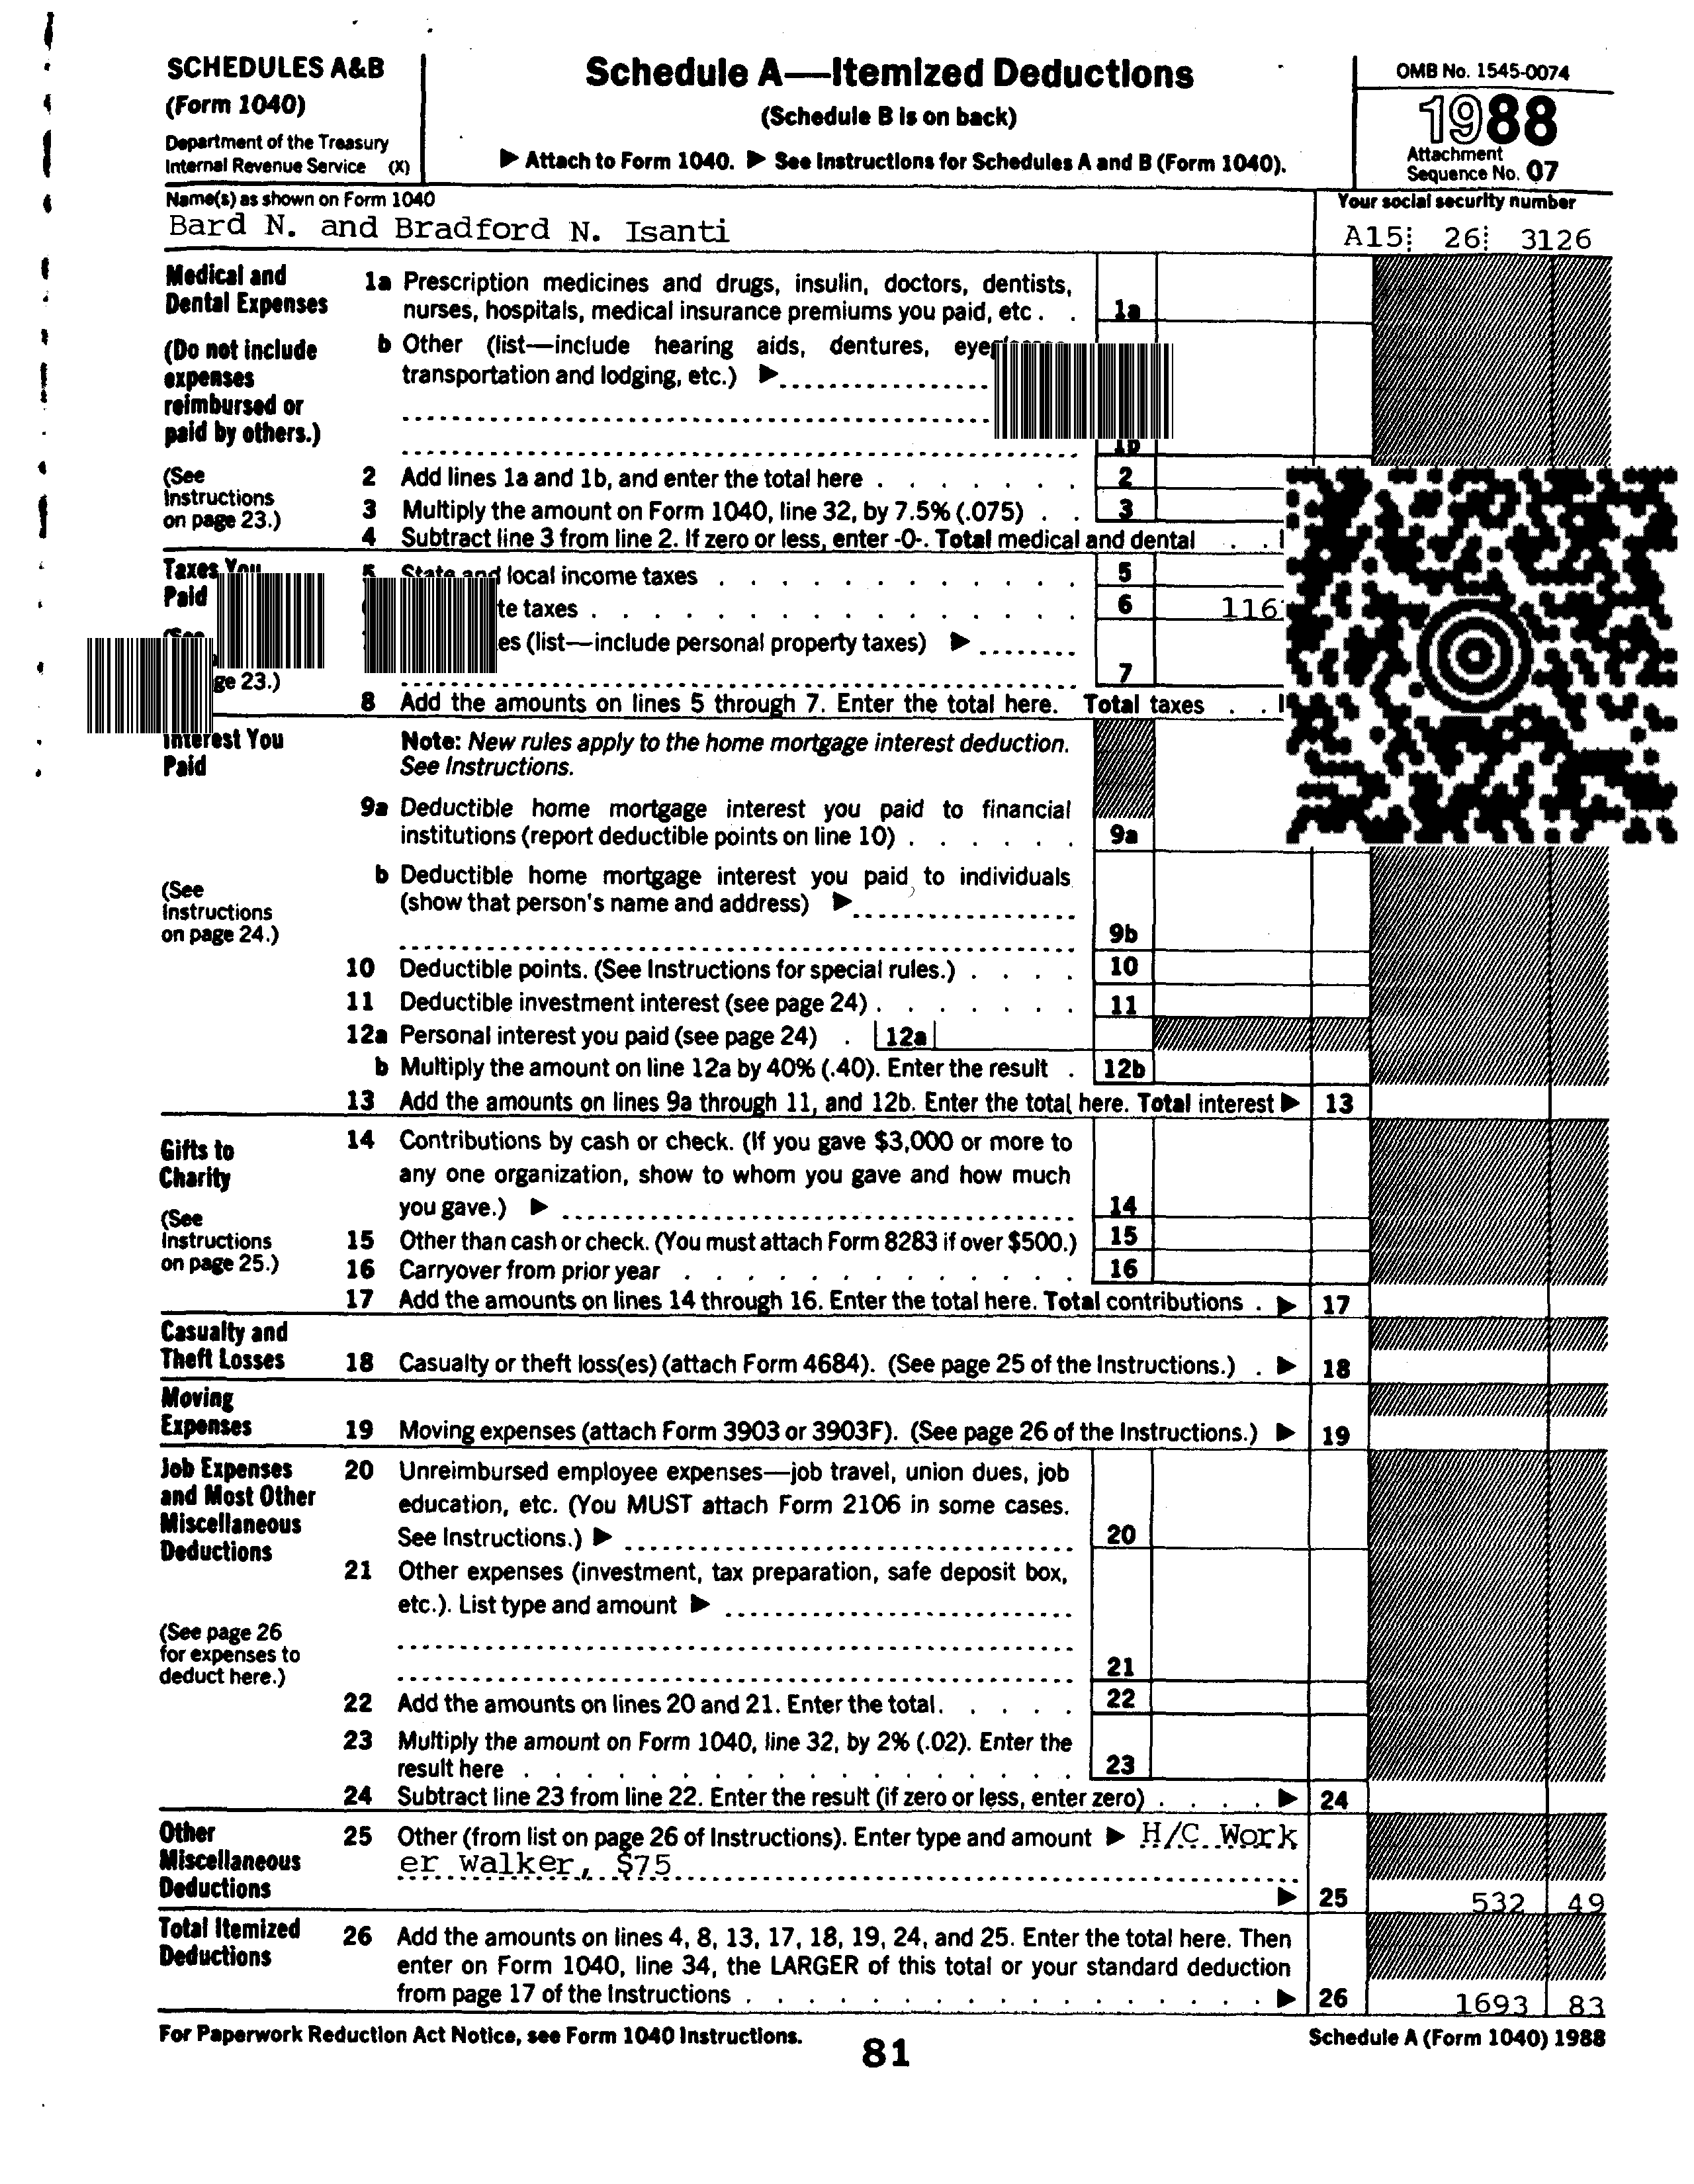 SCHEDULES A&B
(Form 1040)
Department of the Treasury
Internal Revenue Service (X)
Schedule A—Itemized Deductions
(Schedule B is on back)
▶ Attach to Form 1040. ▶ See Instructions for Schedules A and B (Form 1040).
OMB No. 1545-0074
1988
Attachment
Sequence No. 07
Name(s) as shown on Form 1040
Bard N. and Bradford N. Isanti
Your social security number
A15 26 3126
Medical and
Dental Expenses
(Do not include
expenses
reimbursed or
paid by others.)
(See
Instructions
on page 23.)
1a Prescription medicines and drugs, insulin, doctors, dentists,
nurses, hospitals, medical insurance premiums you paid, etc . . 1a
b Other (list—include hearing aids, dentures,
transportation and lodging, etc.) ▶
1b
2 Add lines 1a and 1b, and enter the total here . . . . . . . 2
3 Multiply the amount on Form 1040, line 32, by 7.5% (.075) . . 3
4 Subtract line 3 from line 2. If zero or less, enter -0-. Total medical and dental . .
Taxes You
Paid
(See
23.)
5 State and local income taxes . . . . . . . . . . . . 5
taxes . . . . . . . . . . . . . . . 6 116
(list—include personal property taxes) ▶
7
8 Add the amounts on lines 5 through 7. Enter the total here. Total taxes . .
Interest You
Paid
(See
Instructions
on page 24.)
Note: New rules apply to the home mortgage interest deduction.
See Instructions.
9a Deductible home mortgage interest you paid to financial
institutions (report deductible points on line 10) . . . . . . 9a
b Deductible home mortgage interest you paid to individuals
(show that person's name and address) ▶
9b
10 Deductible points. (See Instructions for special rules.) . . . . 10
11 Deductible investment interest (see page 24) . . . . . . . 11
12a Personal interest you paid (see page 24) . 12a
b Multiply the amount on line 12a by 40% (.40). Enter the result . 12b
13 Add the amounts on lines 9a through 11, and 12b. Enter the total here. Total interest ▶ 13
Gifts to
Charity
(See
Instructions
on page 25.)
14 Contributions by cash or check. (If you gave $3,000 or more to
any one organization, show to whom you gave and how much
you gave.) ▶ 14
15 Other than cash or check. (You must attach Form 8283 if over $500.) 15
16 Carryover from prior year . . . . . . . . . . . . . 16
17 Add the amounts on lines 14 through 16. Enter the total here. Total contributions . ▶ 17
Casualty and
Theft Losses
18 Casualty or theft loss(es) (attach Form 4684). (See page 25 of the Instructions.) . ▶ 18
Moving
Expenses
19 Moving expenses (attach Form 3903 or 3903F). (See page 26 of the Instructions.) ▶ 19
Job Expenses
and Most Other
Miscellaneous
Deductions
(See page 26
for expenses to
deduct here.)
20 Unreimbursed employee expenses—job travel, union dues, job
education, etc. (You MUST attach Form 2106 in some cases.
See Instructions.) ▶ 20
21 Other expenses (investment, tax preparation, safe deposit box,
etc.). List type and amount ▶
21
22 Add the amounts on lines 20 and 21. Enter the total. . . . . 22
23 Multiply the amount on Form 1040, line 32, by 2% (.02). Enter the
result here . . . . . . . . . . . . . . . . . . 23
24 Subtract line 23 from line 22. Enter the result (if zero or less, enter zero) . . . . ▶ 24
Other
Miscellaneous
Deductions
25 Other (from list on page 26 of Instructions). Enter type and amount ▶ H/C Work
er walker, $75
▶ 25 532 49
Total Itemized
Deductions
26 Add the amounts on lines 4, 8, 13, 17, 18, 19, 24, and 25. Enter the total here. Then
enter on Form 1040, line 34, the LARGER of this total or your standard deduction
from page 17 of the Instructions . . . . . . . . . . . . . . . . . ▶ 26 1693 83
For Paperwork Reduction Act Notice, see Form 1040 Instructions.
81
Schedule A (Form 1040) 1988